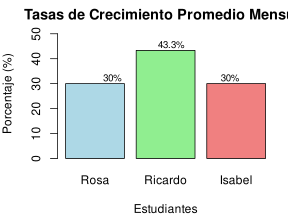 Tasas de Crecimiento Promedio
Porcentaje (%)
50
40
30
20
10
0
30%
43.3%
30%
Rosa Ricardo Isabel
Estudiantes